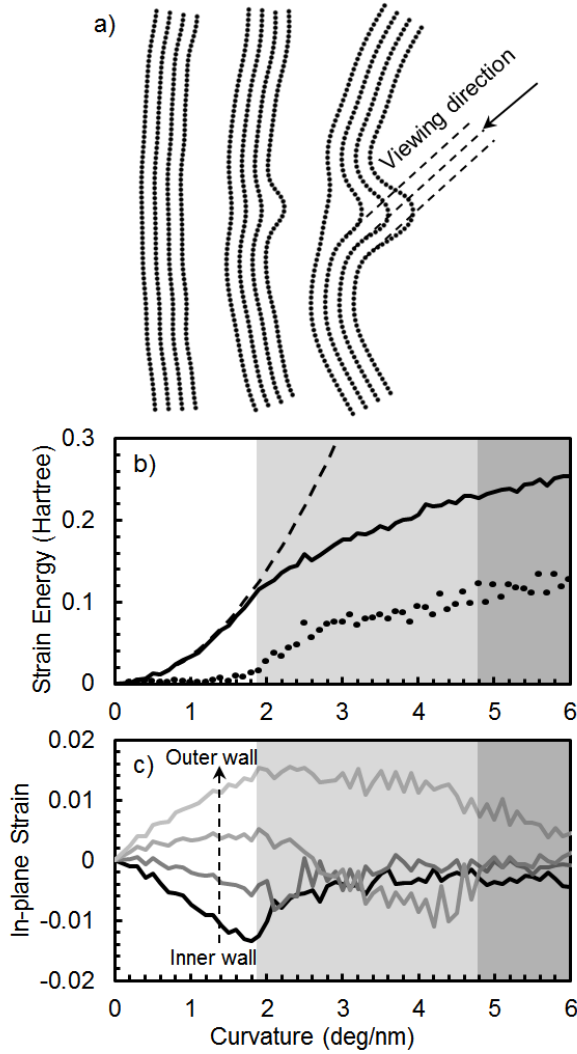 a)
Viewing direction
b)
Strain Energy (Hartree)
0.3
0.2
0.1
0
0 1 2 3 4 5 6
c)
Outer wall
Inner wall
In-plane Strain
0.02
0.01
0
-0.01
-0.02
0 1 2 3 4 5 6
Curvature (deg/nm)